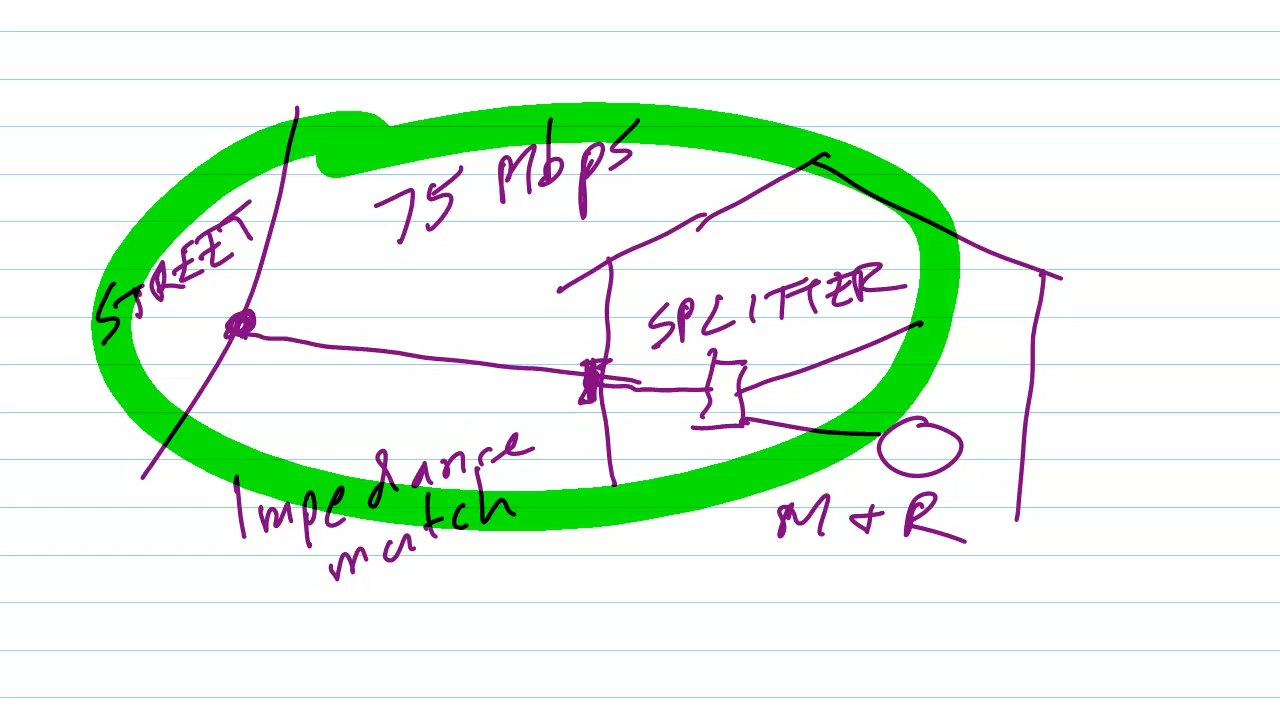 75 Mbps
STREET
SPLITTER
Impedance
match
M + R